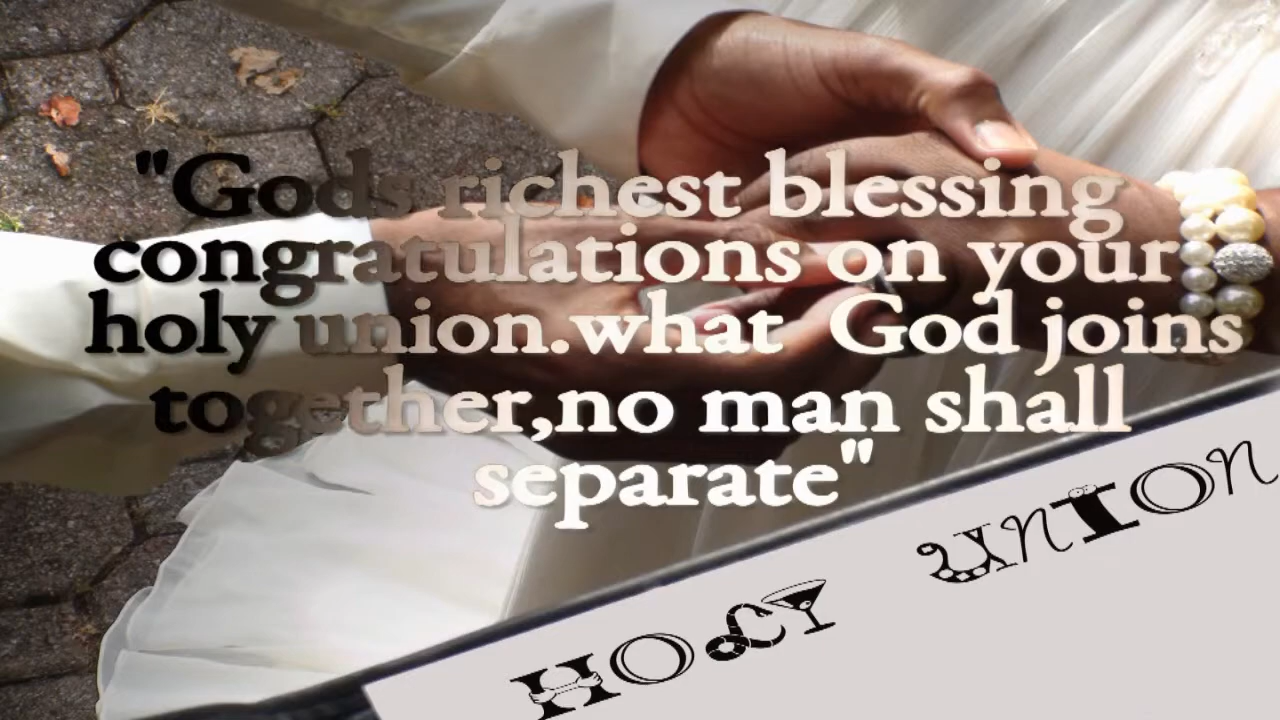 "Gods richest blessing
congratulations on your
holy union.what God joins
together,no man shall
separate"
HOLY UNION